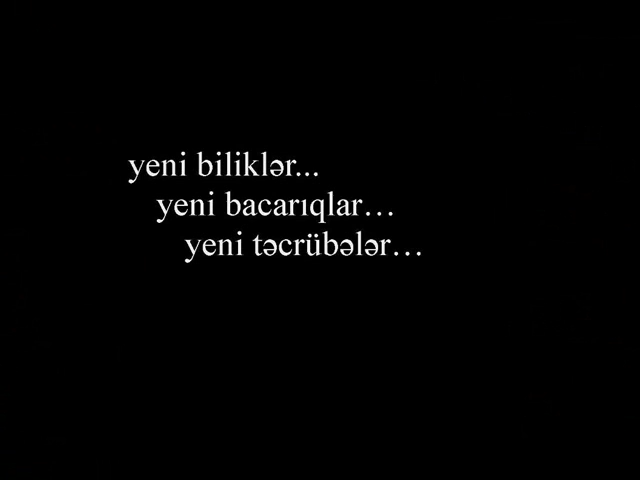 yeni biliklər...
yeni bacarıqlar…
yeni təcrübələr…